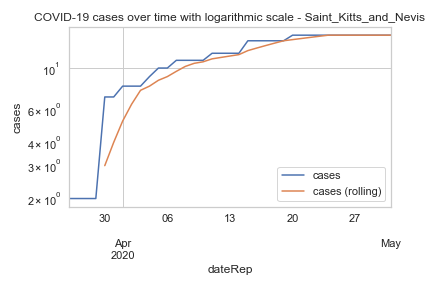 COVID-19 cases over time with logarithmic scale - Saint_Kitts_and_Nevis
10¹
6 × 10⁰
4 × 10⁰
3 × 10⁰
2 × 10⁰
cases
cases
cases (rolling)
30
06
13
20
27
Apr
2020
May
dateRep